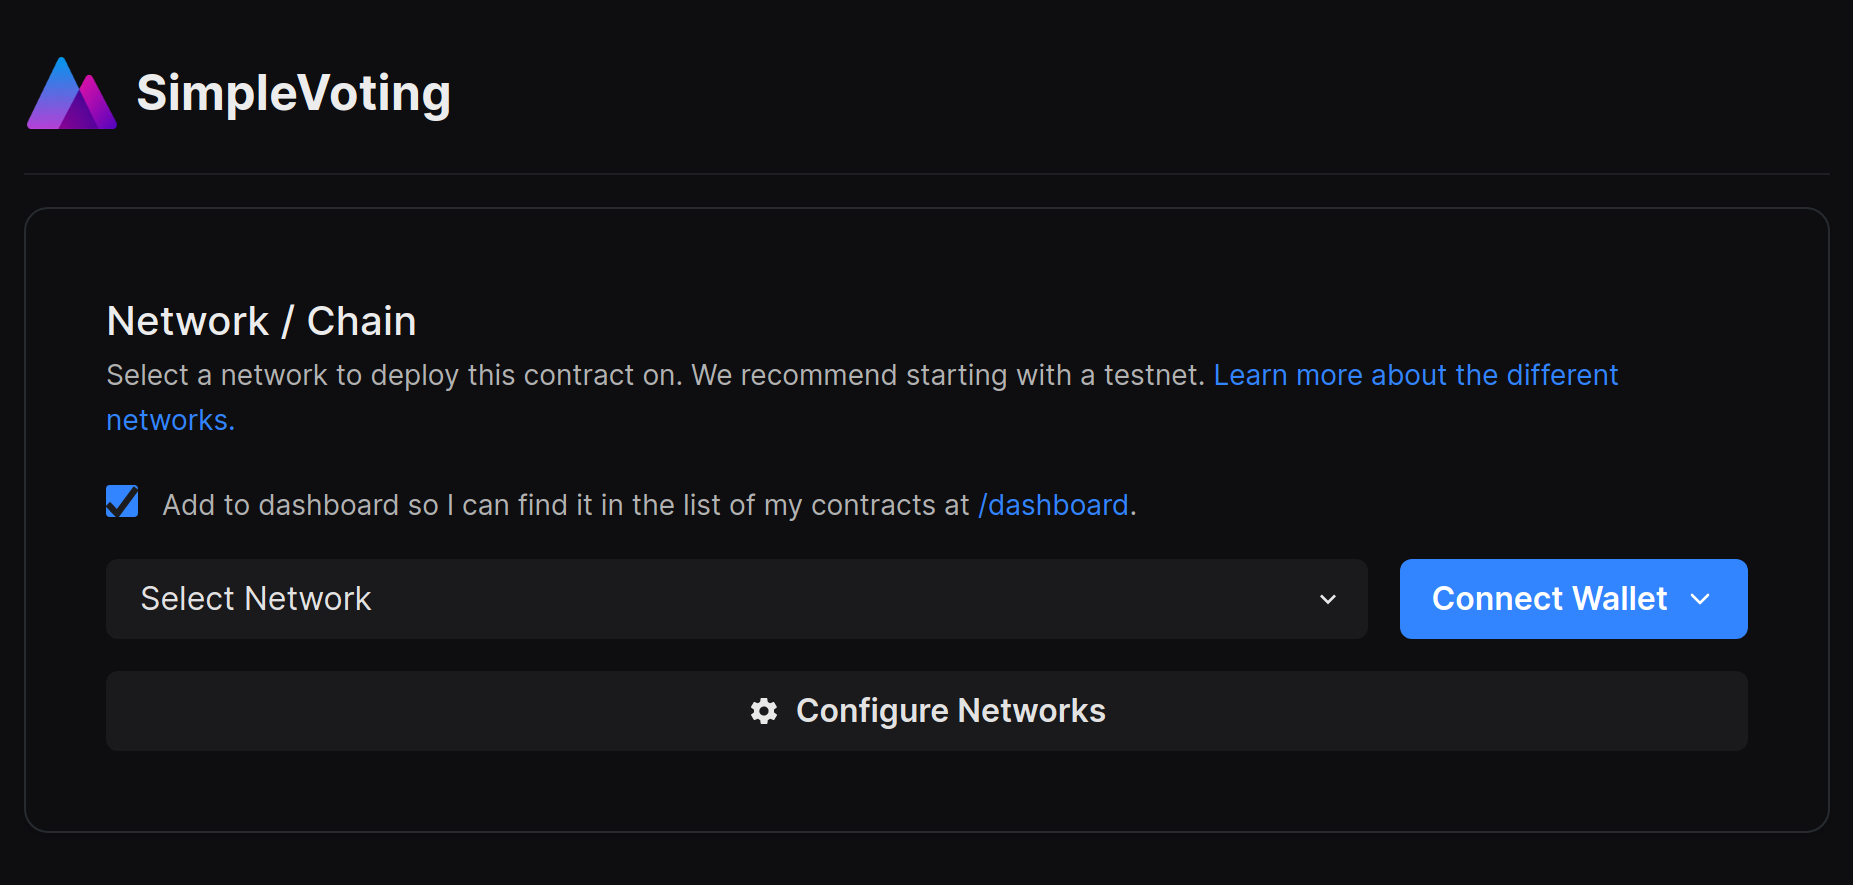 SimpleVoting
Network / Chain
Select a network to deploy this contract on. We recommend starting with a testnet. Learn more about the different
networks.
Add to dashboard so I can find it in the list of my contracts at /dashboard.
Select Network
Connect Wallet
Configure Networks